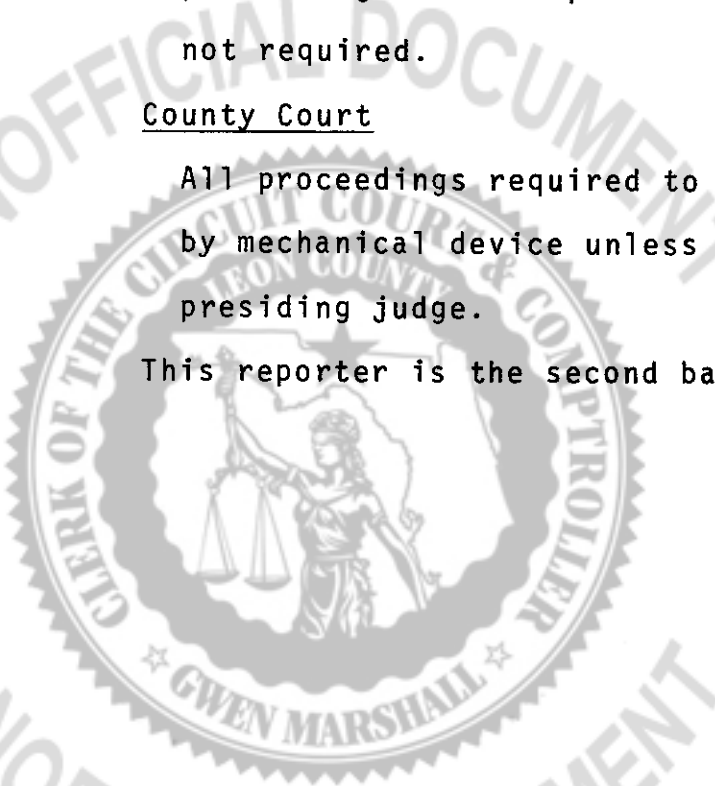 not required.
County Court
All proceedings required to
by mechanical device unless
presiding judge.
This reporter is the second ba
OFFICIAL DOCUMENT
CLERK OF THE CIRCUIT COURT & COMPTROLLER
LEON COUNTY
GWEN MARSHALL